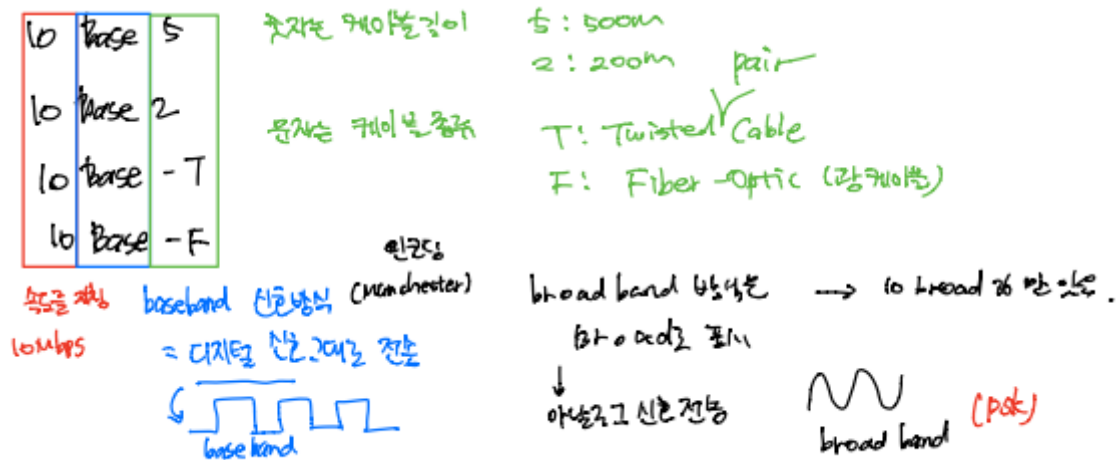 10 Base 5 숫자는 케이블길이 5 : 500m
2 : 200m pair
10 Base 2 문자는 케이블종류 T : Twisted Cable
10 Base - T F : Fiber-Optic (광케이블)
10 Base - F
인코딩
속도를 지칭 baseband 신호방식 (manchester) broad band 방식은 → 10 broad 36 만 있음.
10Mbps = 디지털 신호그대로 전송 broad로 표시
아날로그 신호전송 (PSK)
base band broad band